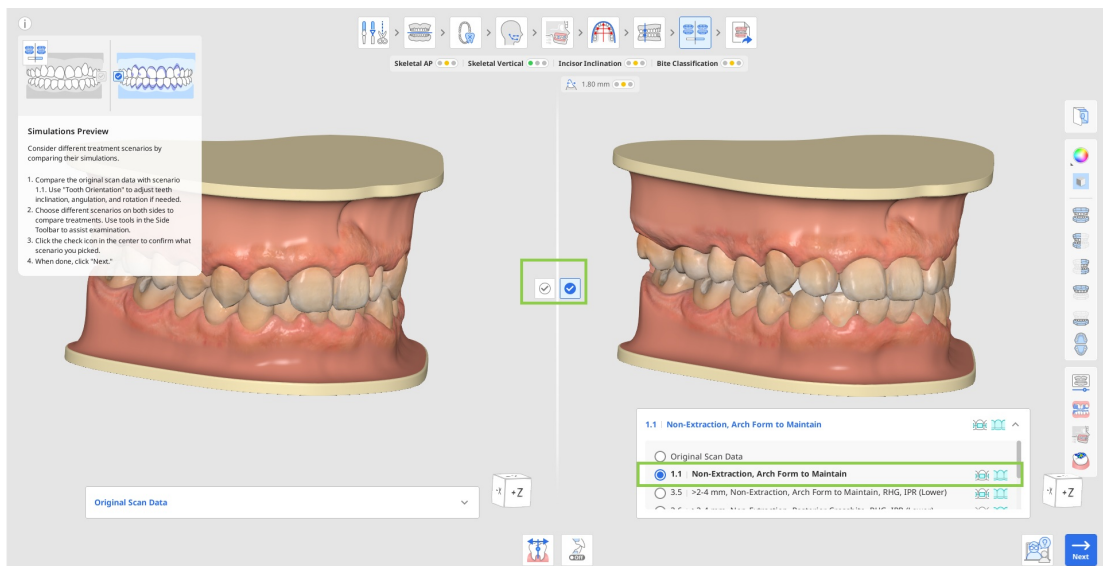 Skeletal AP
Skeletal Vertical
Incisor Inclination
Bite Classification
1.80 mm
Simulations Preview
Consider different treatment scenarios by
comparing their simulations.
1. Compare the original scan data with scenario
1.1. Use "Tooth Orientation" to adjust teeth
inclination, angulation, and rotation if needed.
2. Choose different scenarios on both sides to
compare treatments. Use tools in the Side
Toolbar to assist examination.
3. Click the check icon in the center to confirm what
scenario you picked.
4. When done, click "Next."
1.1 | Non-Extraction, Arch Form to Maintain
Original Scan Data
1.1 | Non-Extraction, Arch Form to Maintain
3.5 | >2-4 mm, Non-Extraction, Arch Form to Maintain, RHG, IPR (Lower)
Original Scan Data
+Z
+Z
OFF
Next